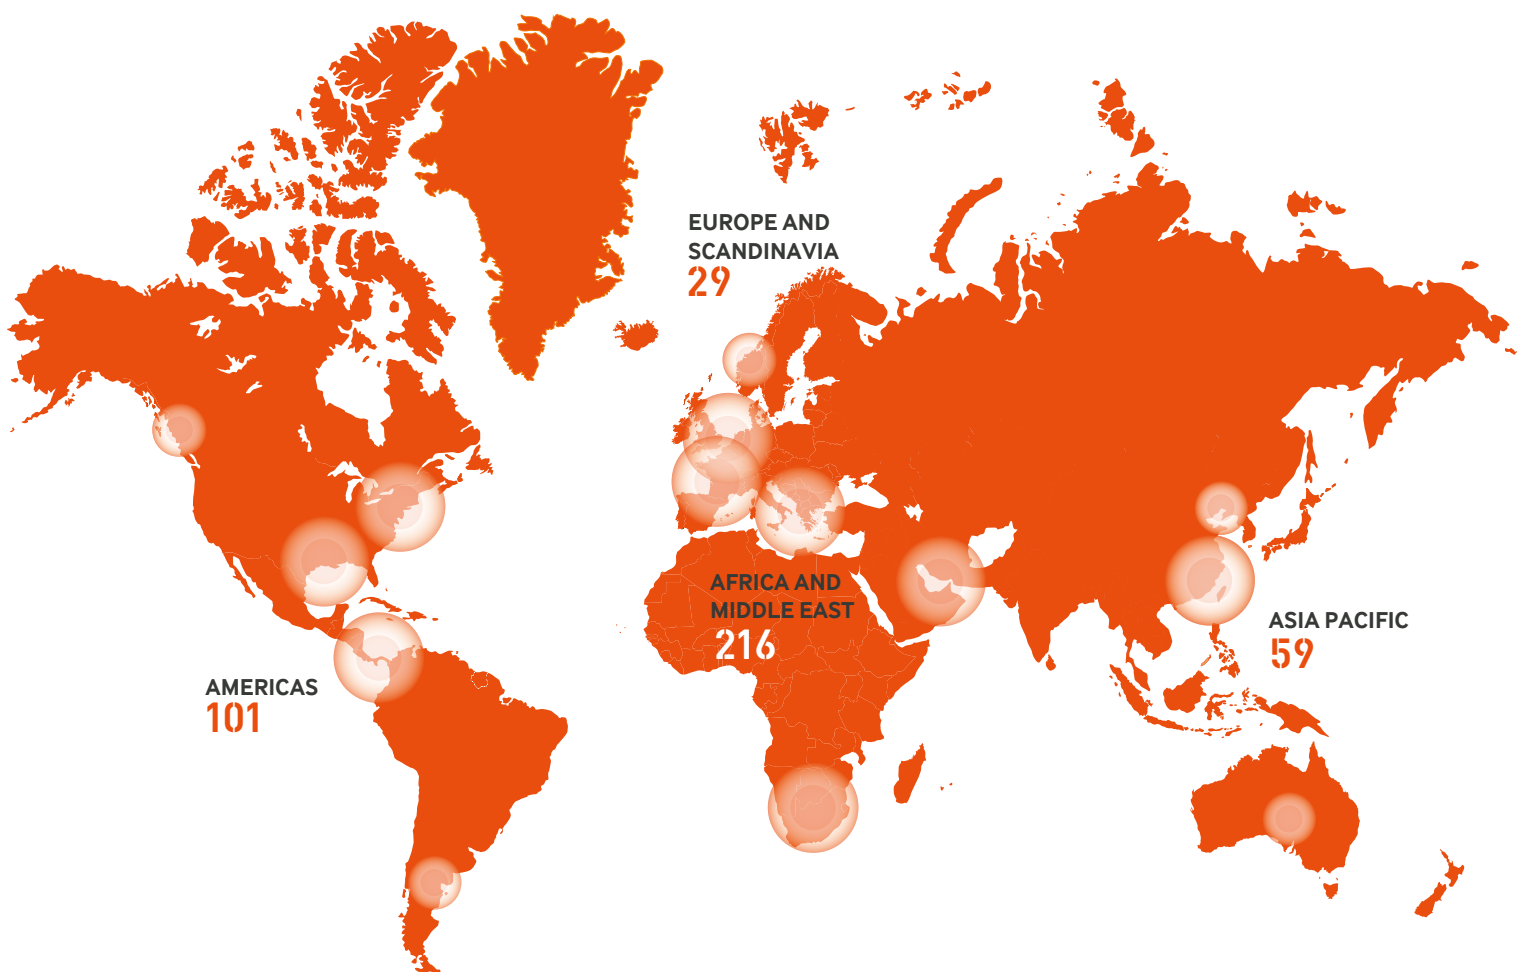 EUROPE AND
SCANDINAVIA
29
AFRICA AND
MIDDLE EAST
216
ASIA PACIFIC
59
AMERICAS
101